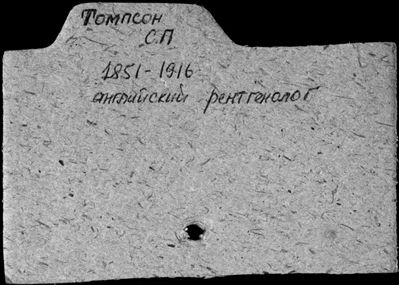 Томпсон
С.П
1851-1916
английский рентгенолог